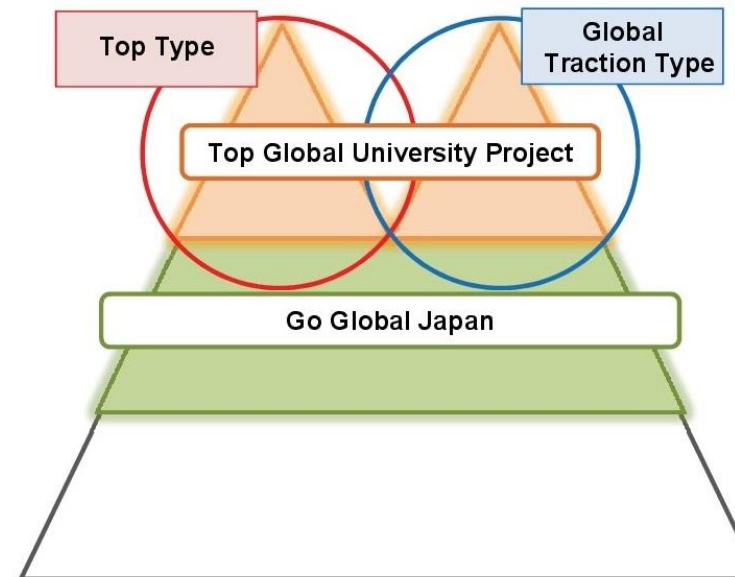 Top Type
Global
Traction Type
Top Global University Project
Go Global Japan